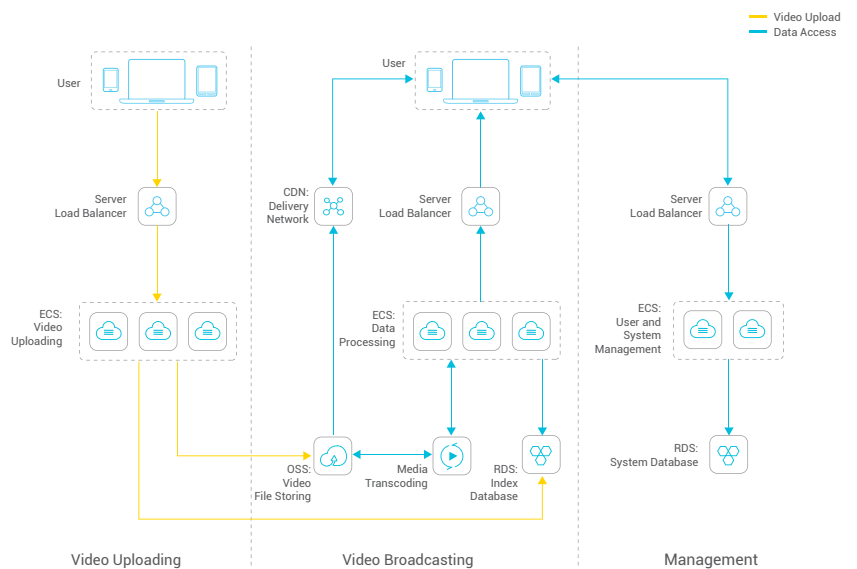 Video Upload
Data Access
User
User
Server
Load Balancer
CDN:
Delivery
Network
Server
Load Balancer
Server
Load Balancer
ECS:
Video
Uploading
ECS:
Data
Processing
ECS:
User and
System
Management
OSS:
Video
File Storing
Media
Transcoding
RDS:
Index
Database
RDS:
System Database
Video Uploading
Video Broadcasting
Management